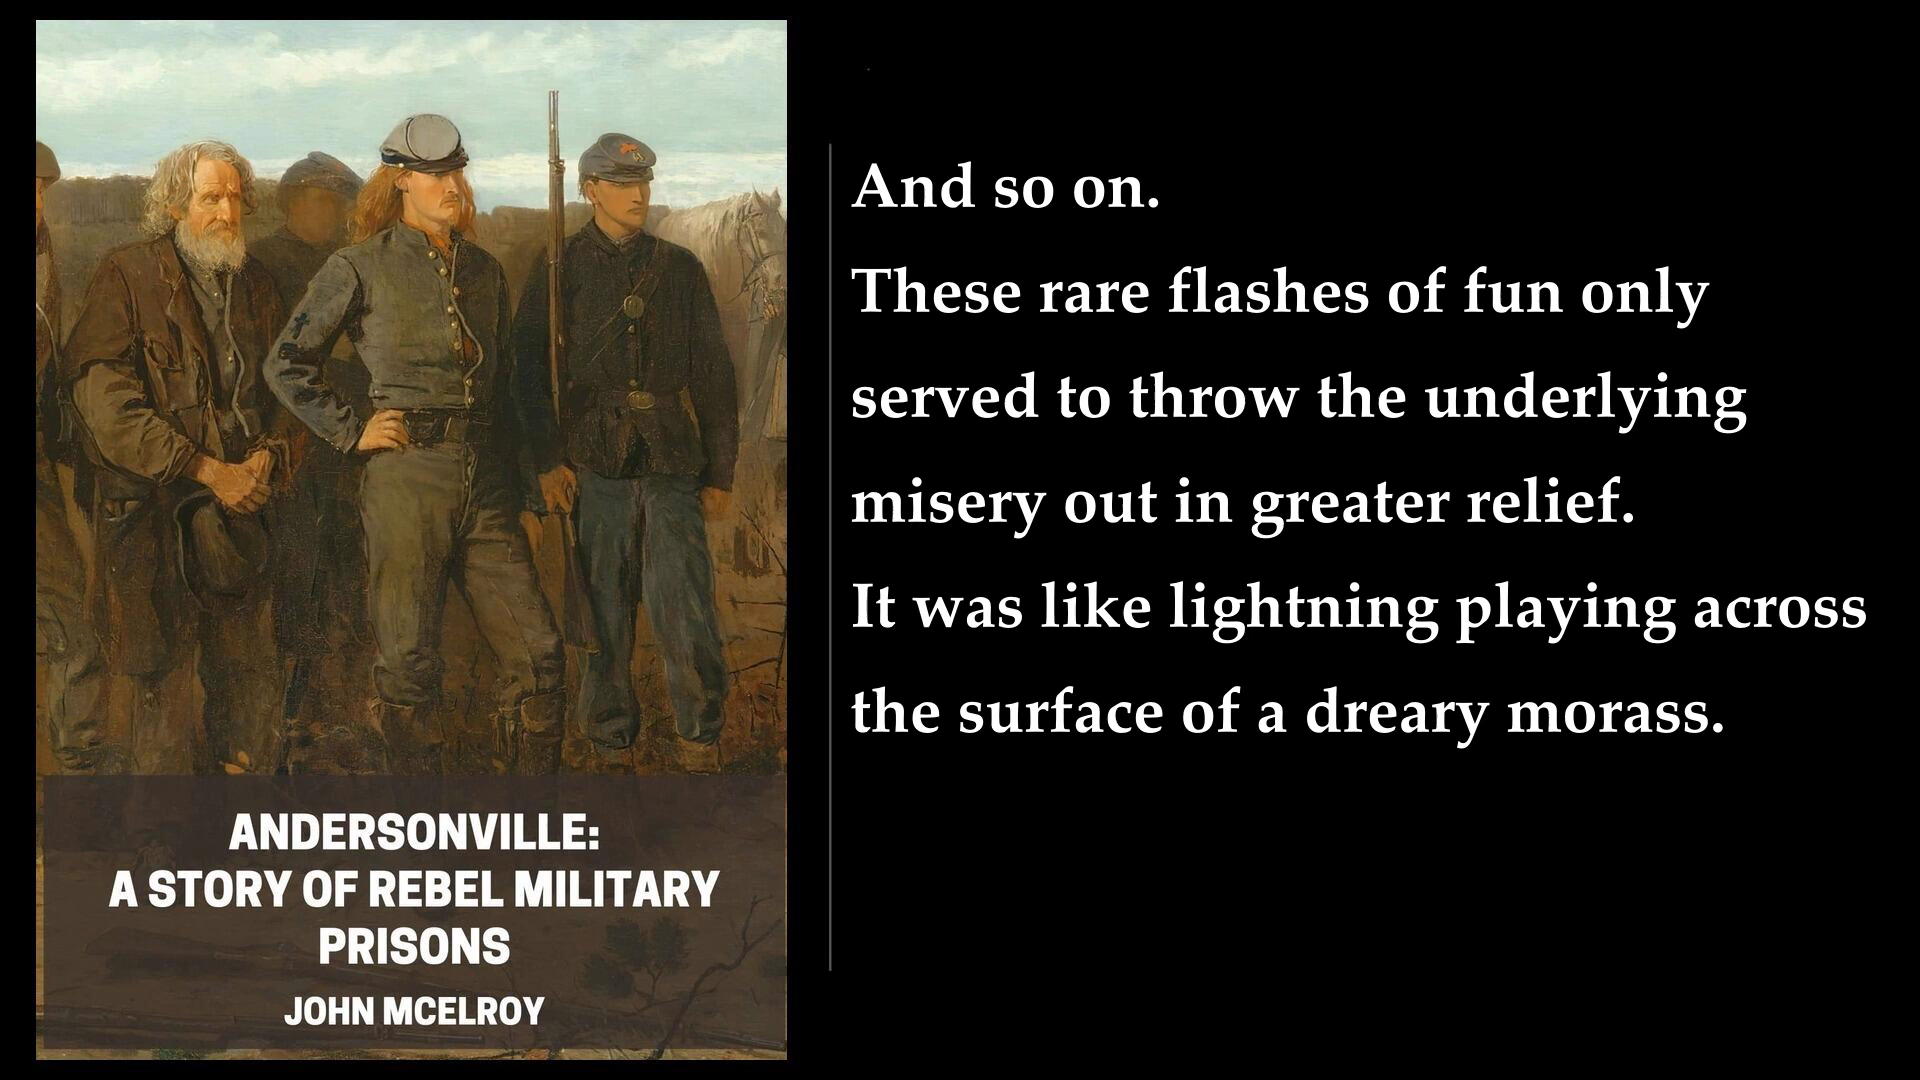 And so on.
These rare flashes of fun only
served to throw the underlying
misery out in greater relief.
It was like lightning playing across
the surface of a dreary morass.
ANDERSONVILLE:
A STORY OF REBEL MILITARY
PRISONS
JOHN MCELROY